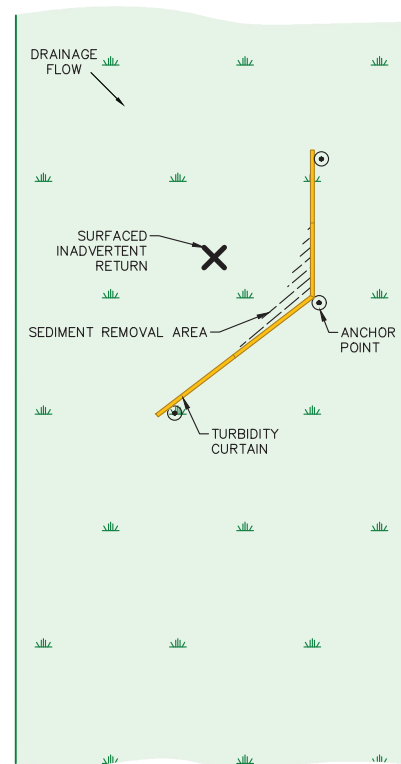 DRAINAGE
FLOW
SURFACED
INADVERTENT
RETURN
SEDIMENT REMOVAL AREA
ANCHOR
POINT
TURBIDITY
CURTAIN